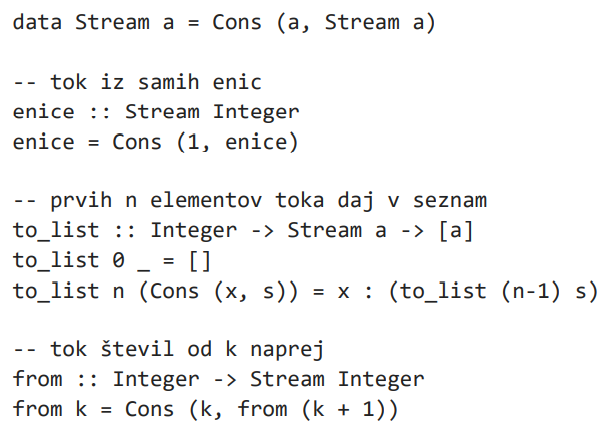 data Stream a = Cons (a, Stream a)
-- tok iz samih enic
enice :: Stream Integer
enice = Cons (1, enice)
-- prvih n elementov toka daj v seznam
to_list :: Integer -> Stream a -> [a]
to_list 0 _ = []
to_list n (Cons (x, s)) = x : (to_list (n-1) s)
-- tok števil od k naprej
from :: Integer -> Stream Integer
from k = Cons (k, from (k + 1))